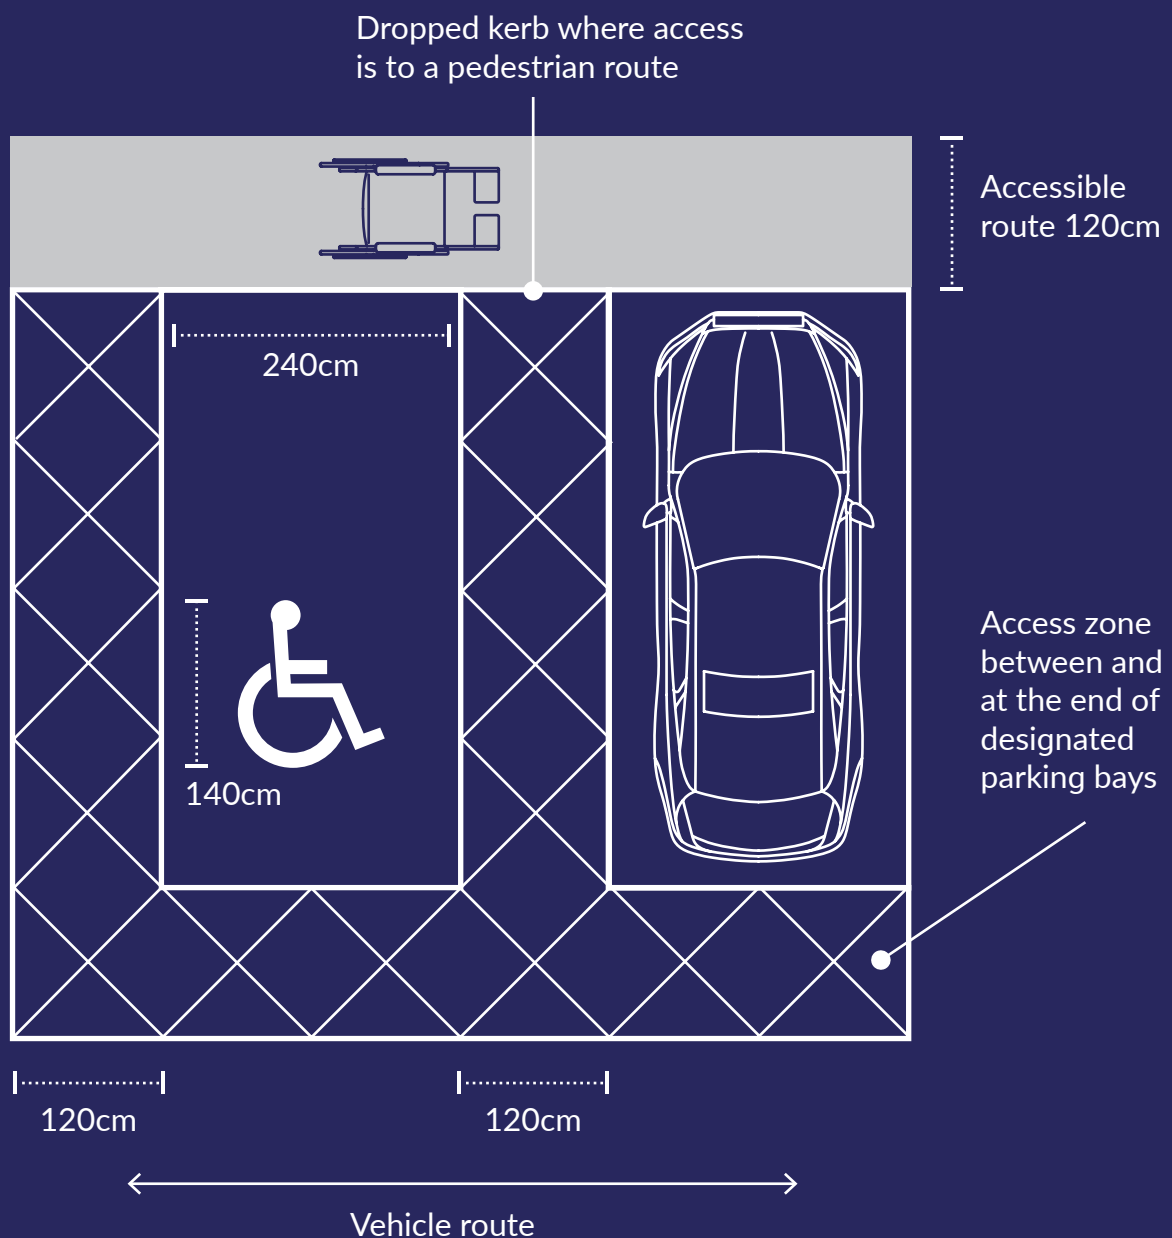 Dropped kerb where access
is to a pedestrian route
Accessible
route 120cm
240cm
Access zone
between and
at the end of
designated
parking bays
140cm
120cm
120cm
Vehicle route